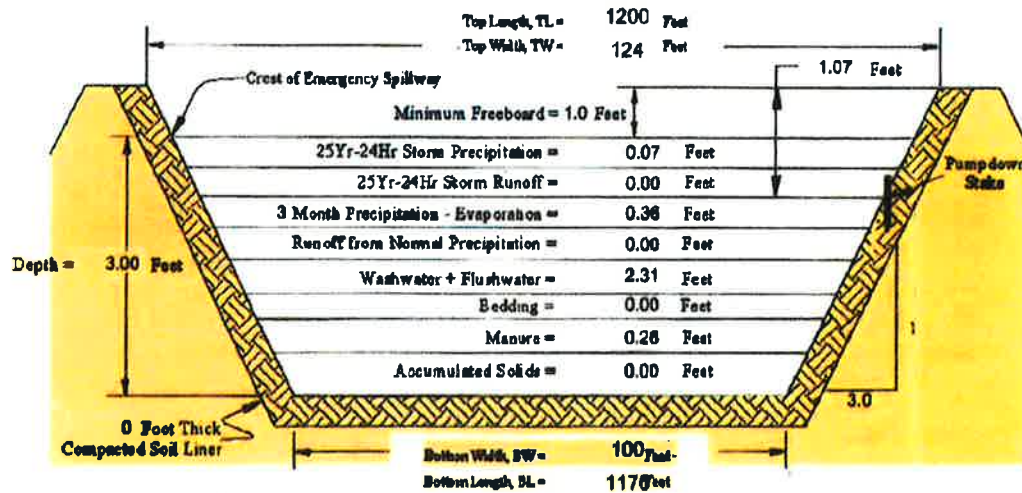 Top Length, TL = 1200 Feet
Top Width, TW = 124 Feet
1.07 Feet
Crest of Emergency Spillway
Minimum Freeboard = 1.0 Feet
25Yr-24Hr Storm Precipitation = 0.07 Feet
Pumpdown
Stake
25Yr-24Hr Storm Runoff = 0.00 Feet
3 Month Precipitation - Evaporation = 0.36 Feet
Runoff from Normal Precipitation = 0.00 Feet
Depth = 3.00 Feet
Washwater + Flushwater = 2.31 Feet
Bedding = 0.00 Feet
1
Manure = 0.26 Feet
Accumulated Solids = 0.00 Feet
3.0
0 Foot Thick
Compacted Soil Liner
Bottom Width, BW = 100 Feet
Bottom Length, BL = 1176 Feet